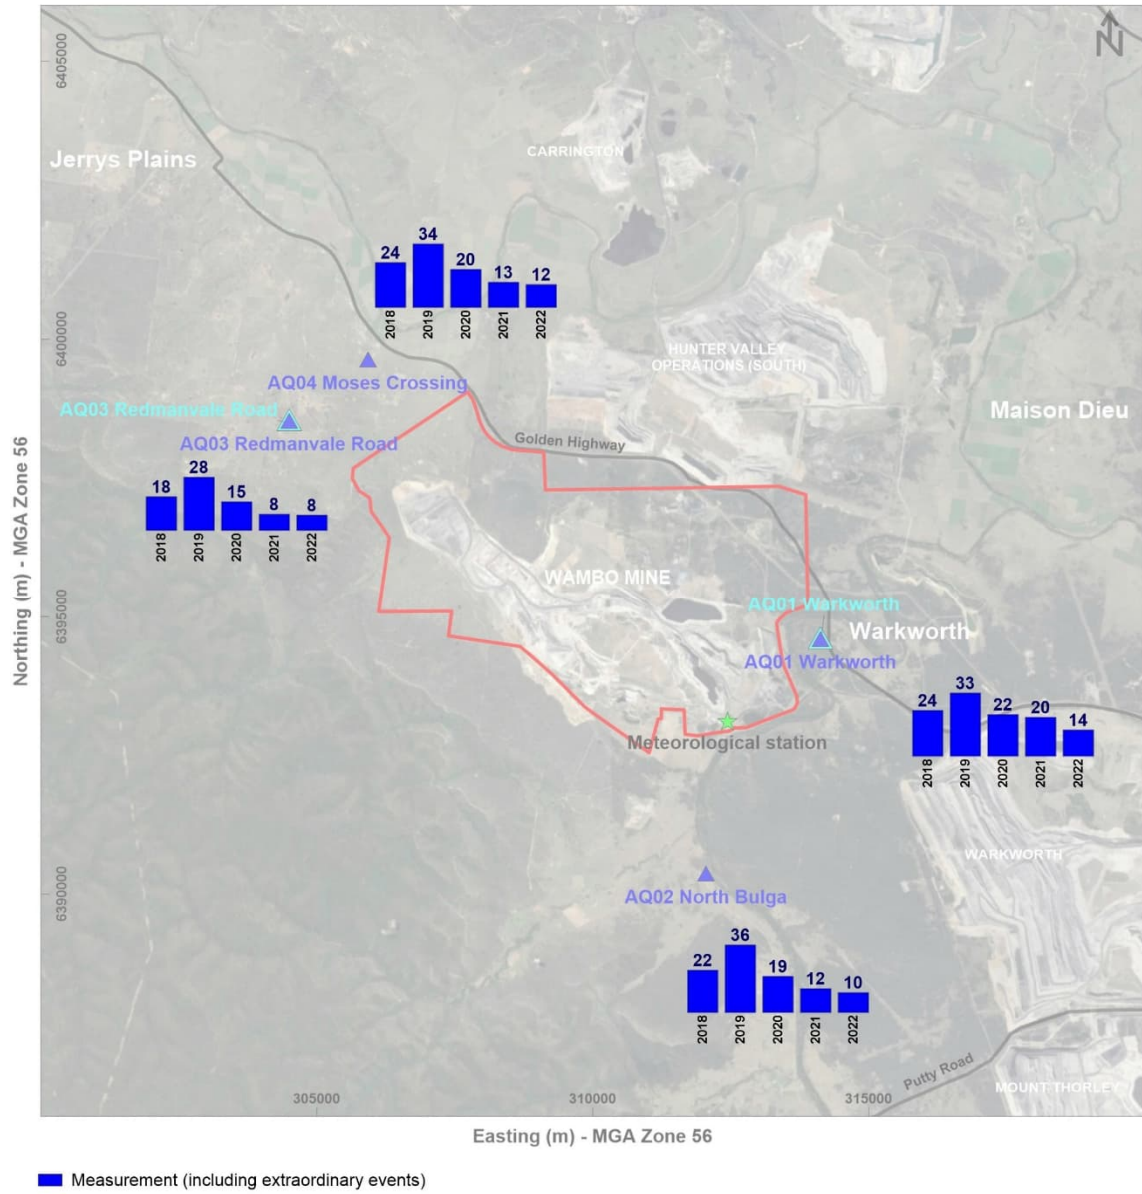 N
6405000
Jerrys Plains
CARRINGTON
34
24
20
13
12
2018
2019
2020
2021
2022
6400000
HUNTER VALLEY
OPERATIONS (SOUTH)
AQ04 Moses Crossing
AQ03 Redmanvale Road
Maison Dieu
AQ03 Redmanvale Road
Golden Highway
28
18
15
8
8
2018
2019
2020
2021
2022
Northing (m) - MGA Zone 56
WAMBO MINE
6395000
AQ01 Warkworth
Warkworth
AQ01 Warkworth
33
24
22
20
14
2018
2019
2020
2021
2022
Meteorological station
WARKWORTH
6390000
AQ02 North Bulga
36
22
19
12
10
2018
2019
2020
2021
2022
Putty Road
MOUNT THORLEY
305000
310000
315000
Easting (m) - MGA Zone 56
Measurement (including extraordinary events)